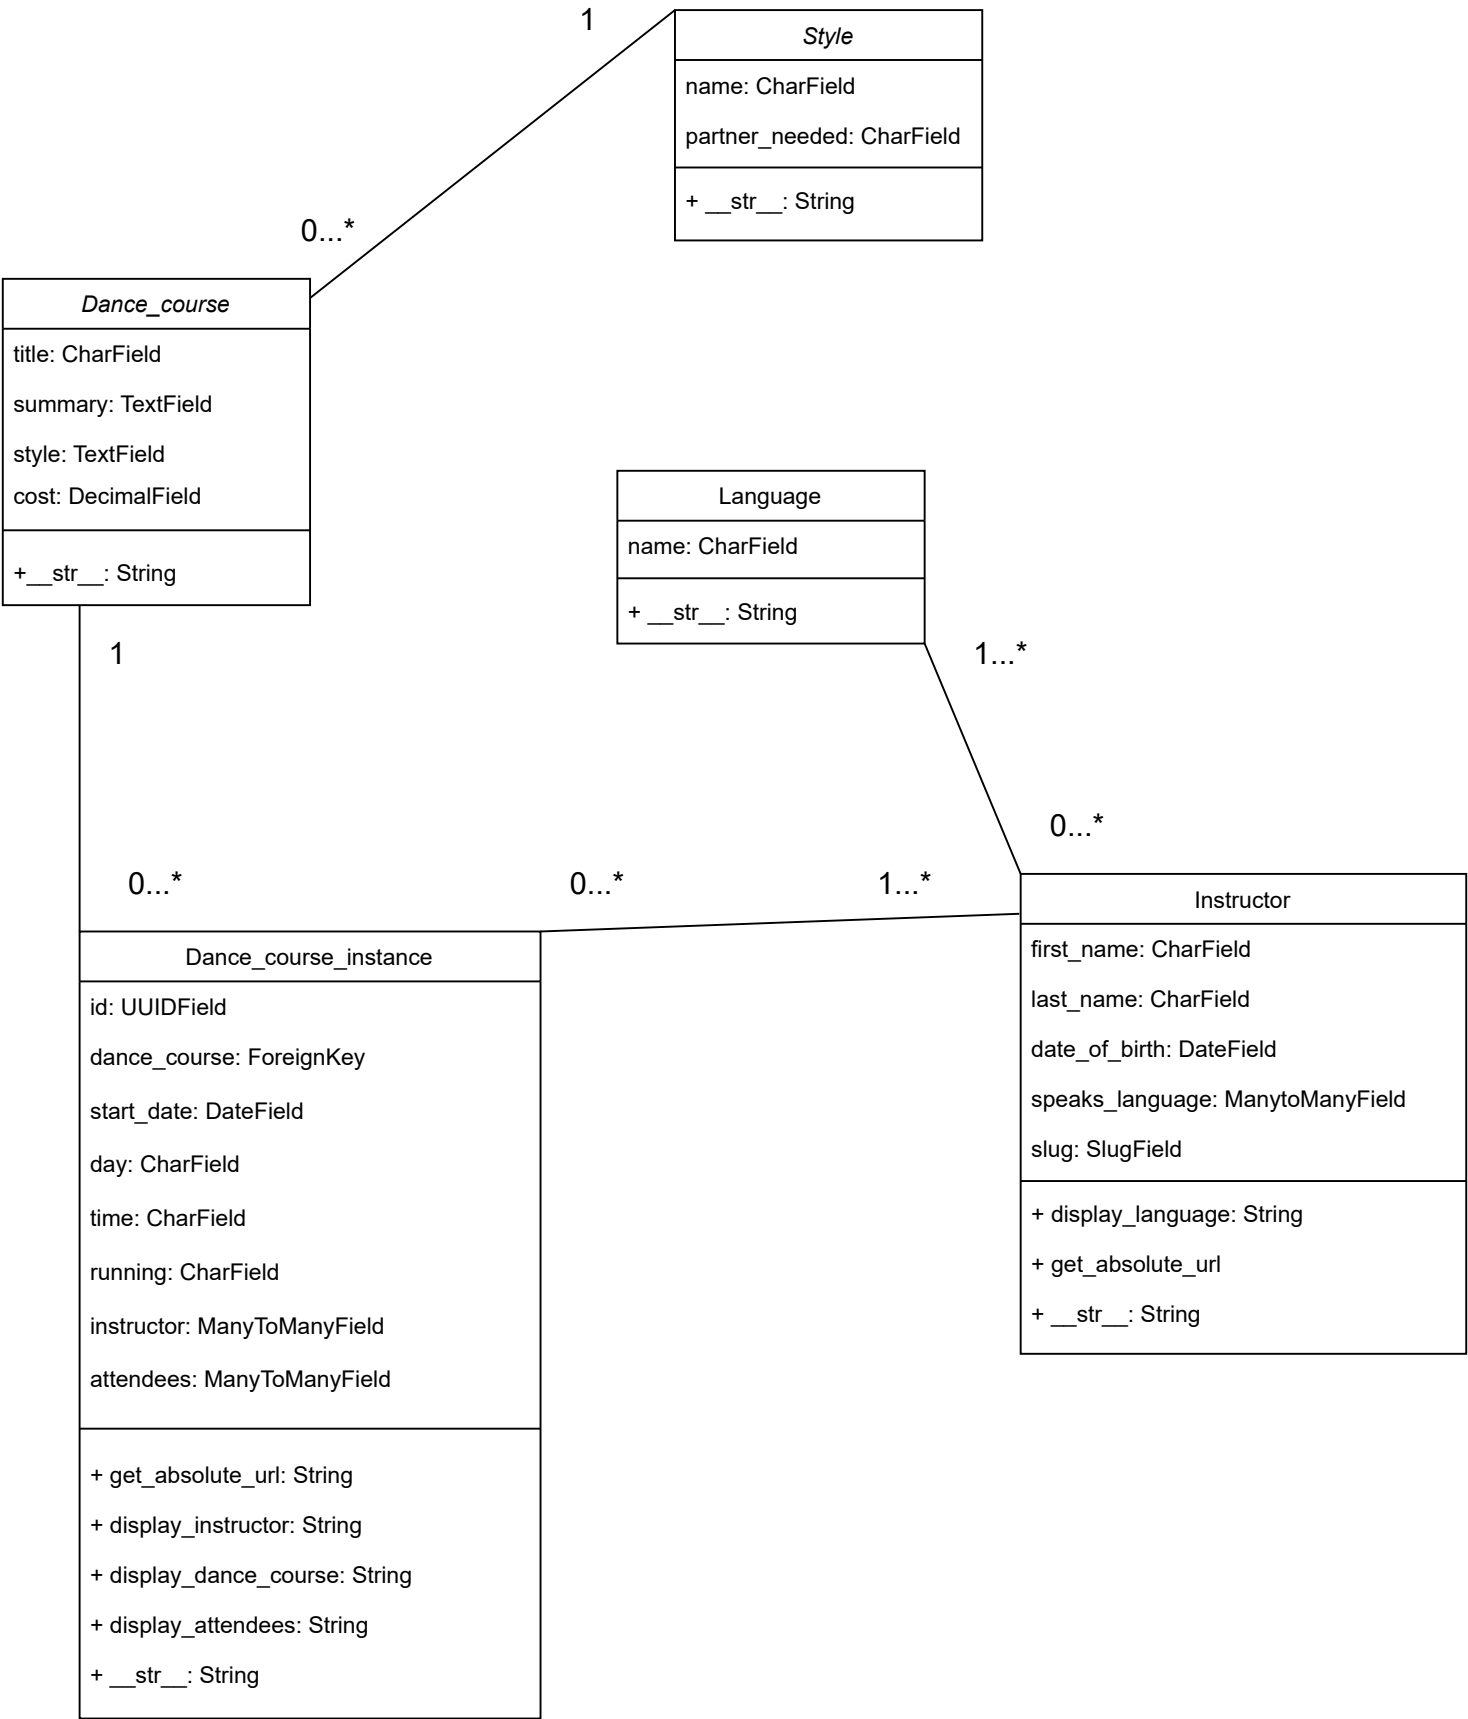 1
Style
name: CharField
partner_needed: CharField
+ __str__: String
0...*
Dance_course
title: CharField
summary: TextField
style: TextField
cost: DecimalField
+__str__: String
1
Language
name: CharField
+ __str__: String
1...*
0...*
0...*
0...*
1...*
Instructor
first_name: CharField
last_name: CharField
date_of_birth: DateField
speaks_language: ManytoManyField
slug: SlugField
+ display_language: String
+ get_absolute_url
+ __str__: String
Dance_course_instance
id: UUIDField
dance_course: ForeignKey
start_date: DateField
day: CharField
time: CharField
running: CharField
instructor: ManyToManyField
attendees: ManyToManyField
+ get_absolute_url: String
+ display_instructor: String
+ display_dance_course: String
+ display_attendees: String
+ __str__: String